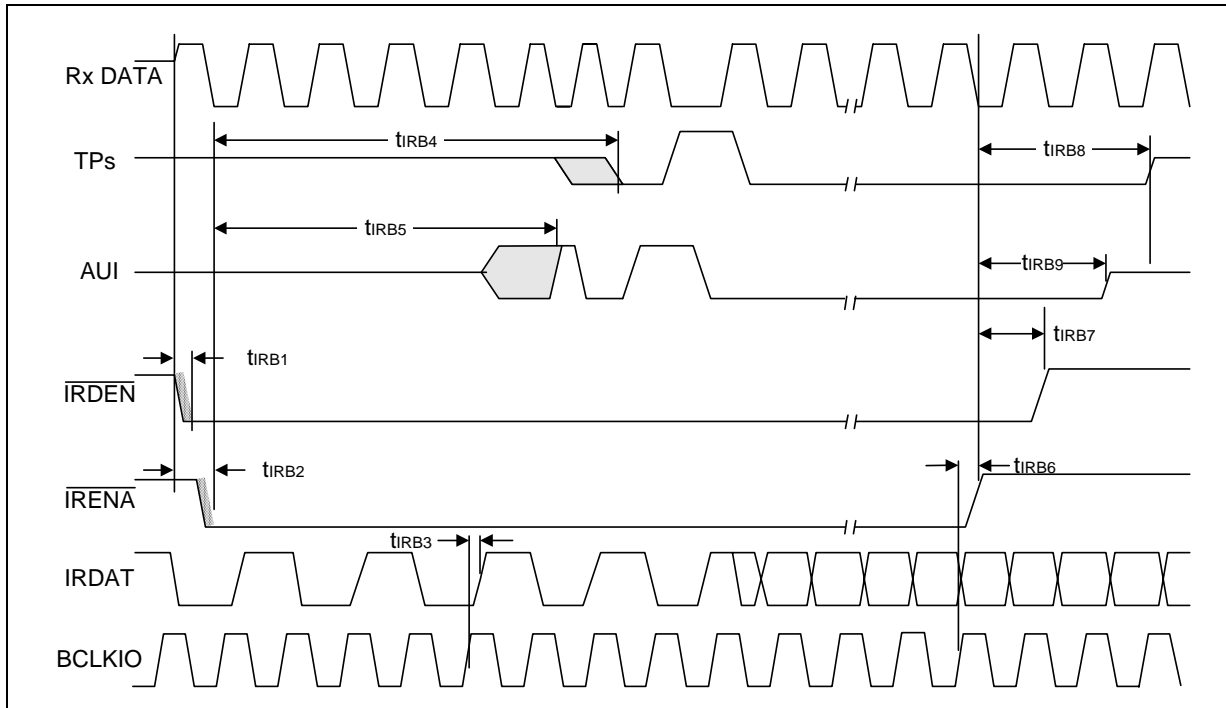 Rx DATA
tIRB4
TPs
tIRB8
tIRB5
AUI
tIRB9
tIRB7
tIRB1
IRDEN
tIRB2
tIRB6
IRENA
tIRB3
IRDAT
BCLKIO